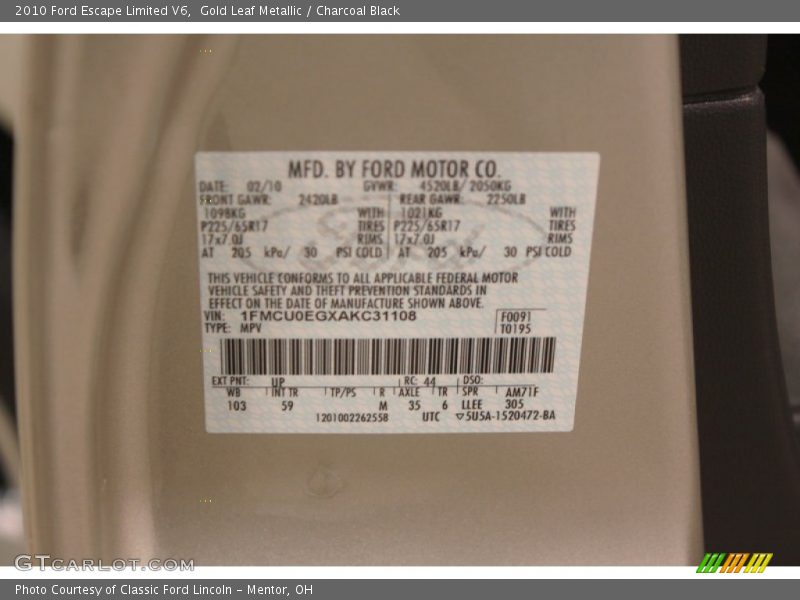 2010 Ford Escape Limited V6,  Gold Leaf Metallic / Charcoal Black
MFD. BY FORD MOTOR CO.
DATE: 02/10 GVWR: 4520LB/ 2050KG
FRONT GAWR: 2420LB REAR GAWR: 2250LB
1098KG WITH 1021KG WITH
P225/65R17 TIRES P225/65R17 TIRES
17x7.0J RIMS 17x7.0J RIMS
AT 205 kPa/ 30 PSI COLD AT 205 kPa/ 30 PSI COLD
THIS VEHICLE CONFORMS TO ALL APPLICABLE FEDERAL MOTOR
VEHICLE SAFETY AND THEFT PREVENTION STANDARDS IN
EFFECT ON THE DATE OF MANUFACTURE SHOWN ABOVE.
VIN: 1FMCU0EGXAKC31108 F0091
TYPE: MPV T0195
EXT PNT: UP RC: 44 DSO:
WB INT TR TP/PS R AXLE TR SPR AM71F
103 59 M 35 6 LLEE 305
1201002262558 UTC ▽5U5A-1520472-BA
GTCARLOT.COM
Photo Courtesy of Classic Ford Lincoln – Mentor, OH